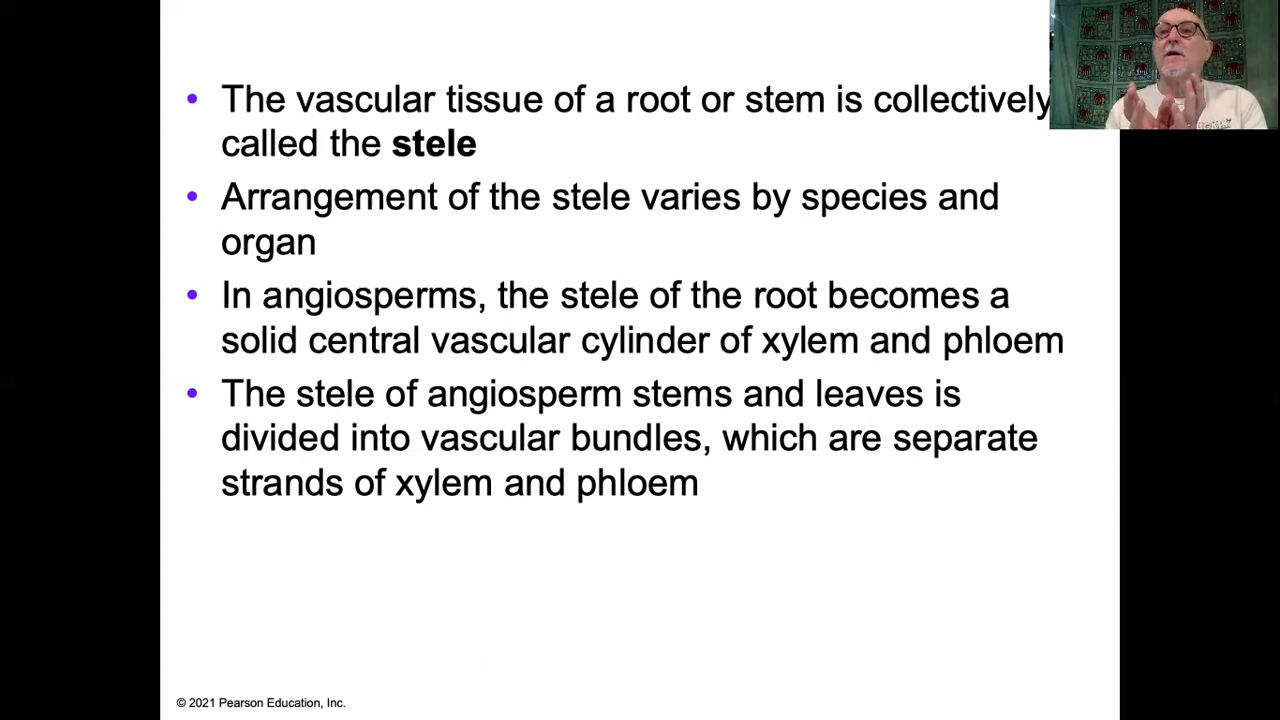 • The vascular tissue of a root or stem is collectively
called the stele
• Arrangement of the stele varies by species and
organ
• In angiosperms, the stele of the root becomes a
solid central vascular cylinder of xylem and phloem
• The stele of angiosperm stems and leaves is
divided into vascular bundles, which are separate
strands of xylem and phloem
© 2021 Pearson Education, Inc.